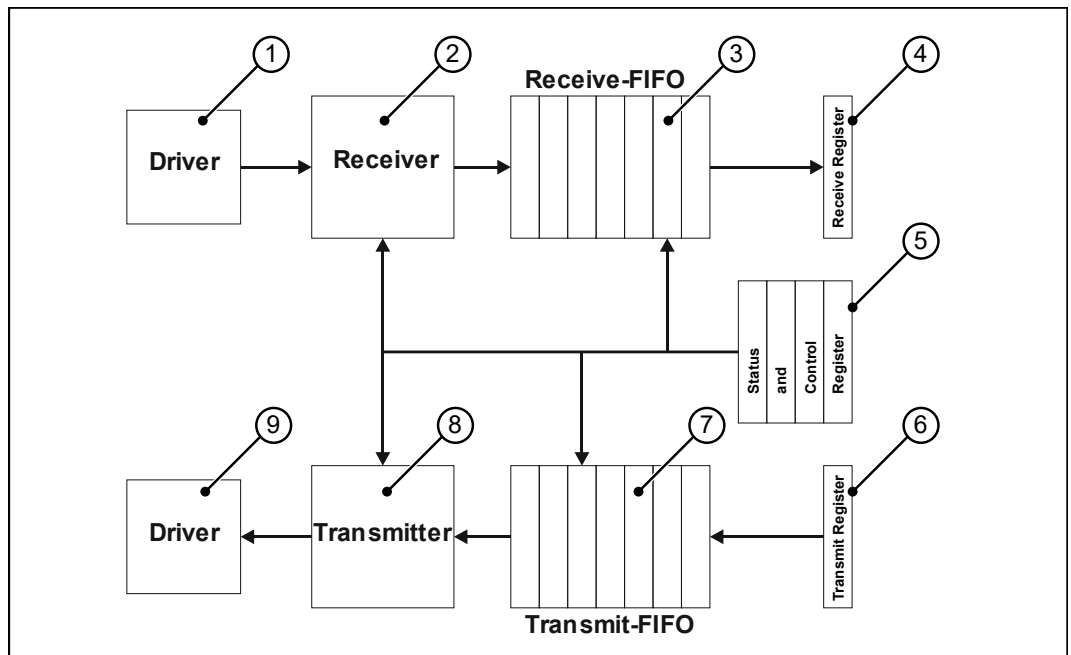 1
2
3
4
Receive-FIFO
Driver
Receiver
Receive Register
5
Status
and
Control
Register
9
8
7
6
Driver
Transmitter
Transmit Register
Transmit-FIFO